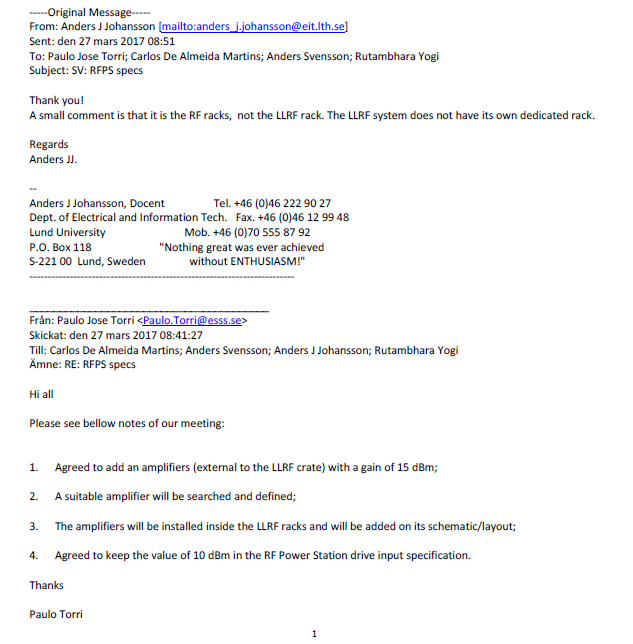 -----Original Message-----
From: Anders J Johansson [mailto:anders_j.johansson@eit.lth.se]
Sent: den 27 mars 2017 08:51
To: Paulo Jose Torri; Carlos De Almeida Martins; Anders Svensson; Rutambhara Yogi
Subject: SV: RFPS specs
Thank you!
A small comment is that it is the RF racks, not the LLRF rack. The LLRF system does not have its own dedicated rack.
Regards
Anders JJ.
--
Anders J Johansson, Docent Tel. +46 (0)46 222 90 27
Dept. of Electrical and Information Tech. Fax. +46 (0)46 12 99 48
Lund University Mob. +46 (0)70 555 87 92
P.O. Box 118 "Nothing great was ever achieved
S-221 00 Lund, Sweden without ENTHUSIASM!"
--------------------------------------------------------------------------
________________________________________
Från: Paulo Jose Torri <Paulo.Torri@esss.se>
Skickat: den 27 mars 2017 08:41:27
Till: Carlos De Almeida Martins; Anders Svensson; Anders J Johansson; Rutambhara Yogi
Ämne: RE: RFPS specs
Hi all
Please see bellow notes of our meeting:
1. Agreed to add an amplifiers (external to the LLRF crate) with a gain of 15 dBm;
2. A suitable amplifier will be searched and defined;
3. The amplifiers will be installed inside the LLRF racks and will be added on its schematic/layout;
4. Agreed to keep the value of 10 dBm in the RF Power Station drive input specification.
Thanks
Paulo Torri
1